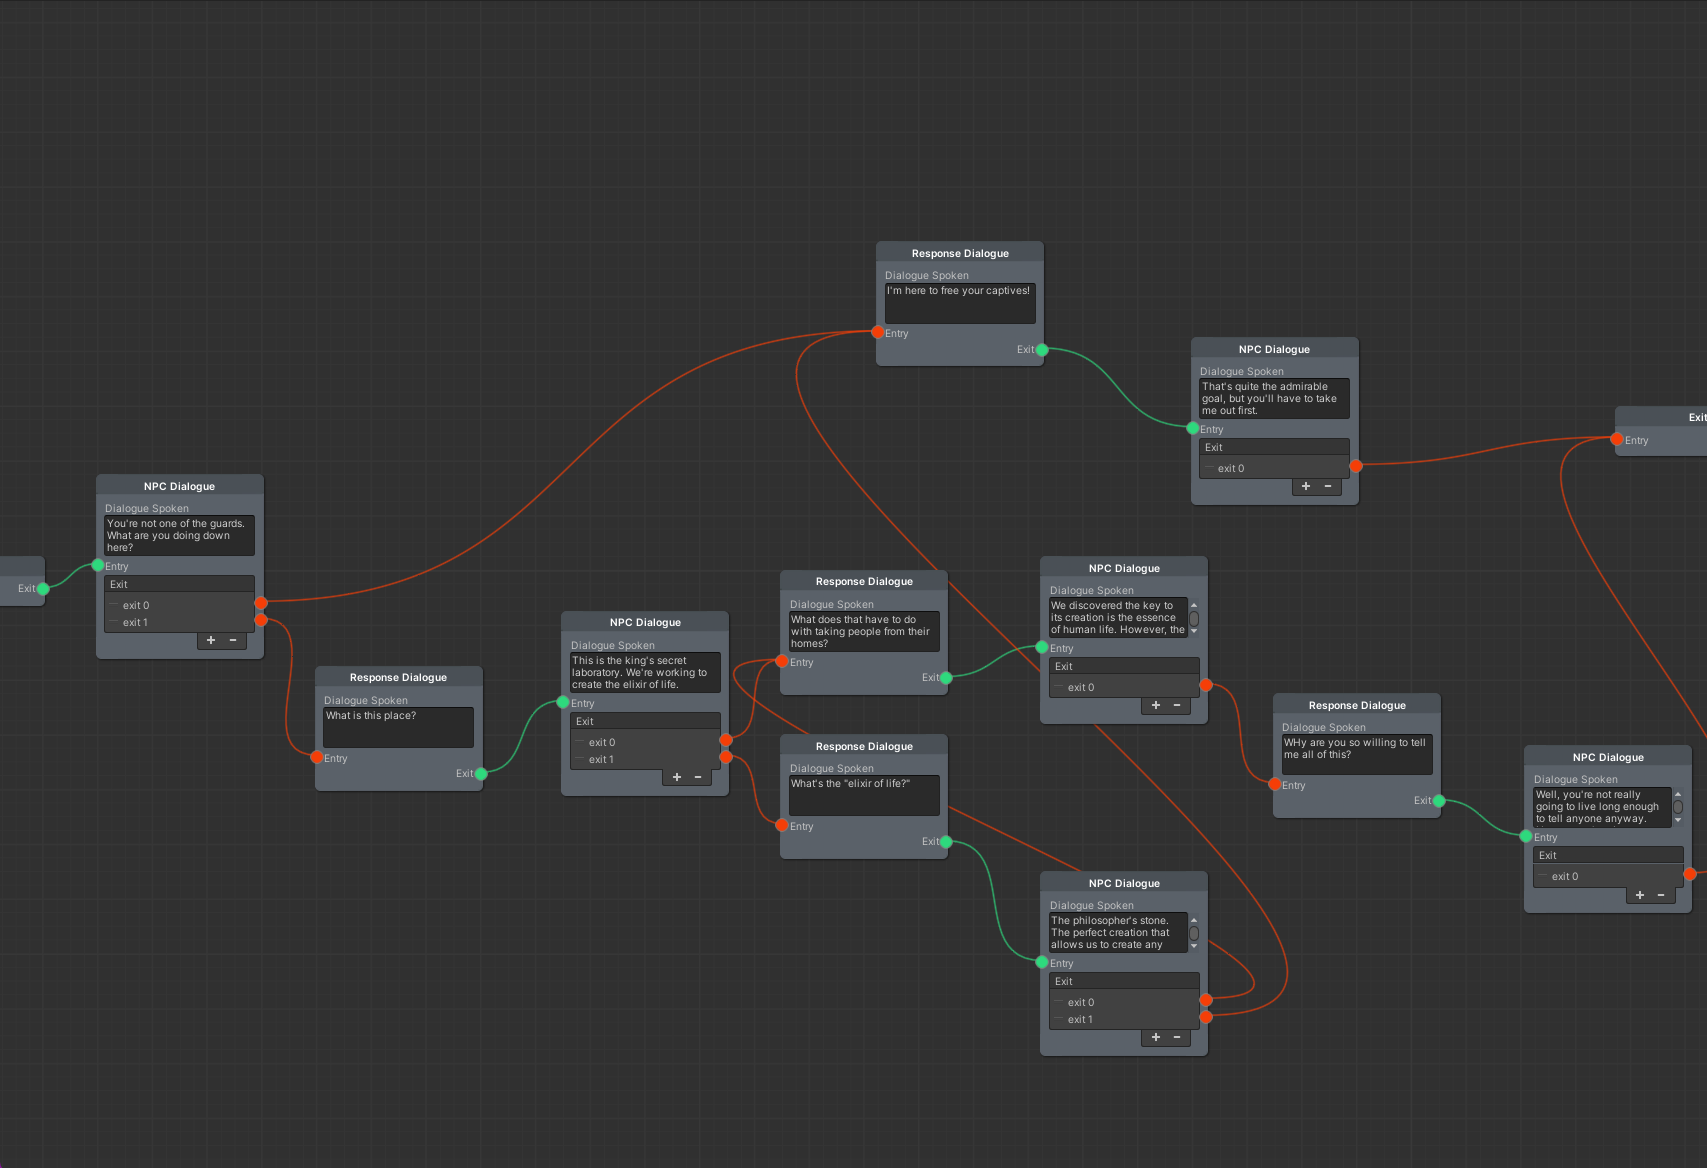 Response Dialogue
Dialogue Spoken
I'm here to free your captives!
Entry
Exit
NPC Dialogue
Dialogue Spoken
That's quite the admirable
goal, but you'll have to take
me out first.
Entry
Exit
exit 0
+ −
Exit
Entry
NPC Dialogue
Dialogue Spoken
You're not one of the guards.
What are you doing down
here?
Entry
Exit
exit 0
exit 1
+ −
Exit
Response Dialogue
Dialogue Spoken
What is this place?
Entry
Exit
NPC Dialogue
Dialogue Spoken
This is the king's secret
laboratory. We're working to
create the elixir of life.
Entry
Exit
exit 0
exit 1
+ −
Response Dialogue
Dialogue Spoken
What does that have to do
with taking people from their
homes?
Entry
Exit
NPC Dialogue
Dialogue Spoken
We discovered the key to
its creation is the essence
of human life. However, the
Entry
Exit
exit 0
+ −
Response Dialogue
Dialogue Spoken
What's the "elixir of life?"
Entry
Exit
Response Dialogue
Dialogue Spoken
WHy are you so willing to tell
me all of this?
Entry
Exit
NPC Dialogue
Dialogue Spoken
Well, you're not really
going to live long enough
to tell anyone anyway.
Entry
Exit
exit 0
+ −
NPC Dialogue
Dialogue Spoken
The philosopher's stone.
The perfect creation that
allows us to create any
Entry
Exit
exit 0
exit 1
+ −